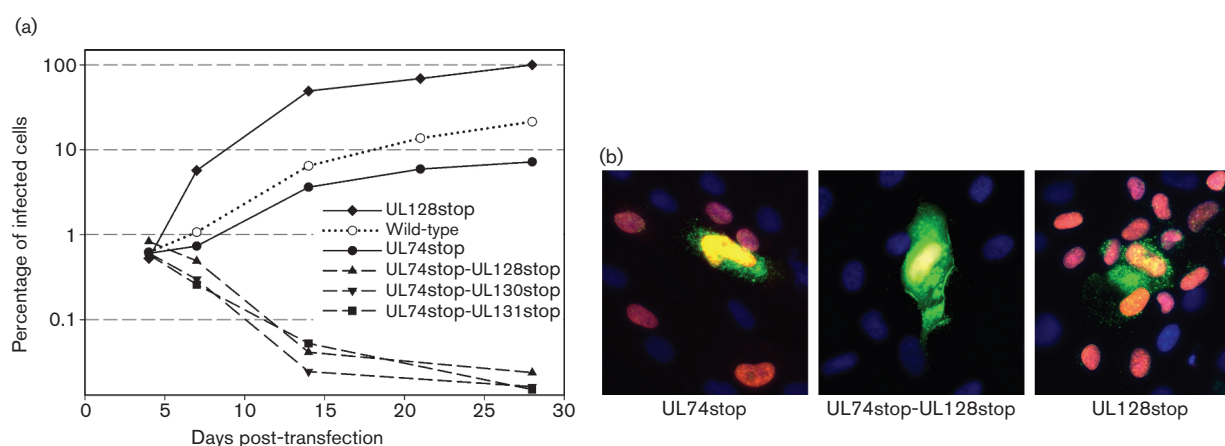 (a)
Percentage of infected cells
100
10
1
0.1
UL128stop
Wild-type
UL74stop
UL74stop-UL128stop
UL74stop-UL130stop
UL74stop-UL131stop
0 5 10 15 20 25 30
Days post-transfection
(b)
UL74stop
UL74stop-UL128stop
UL128stop